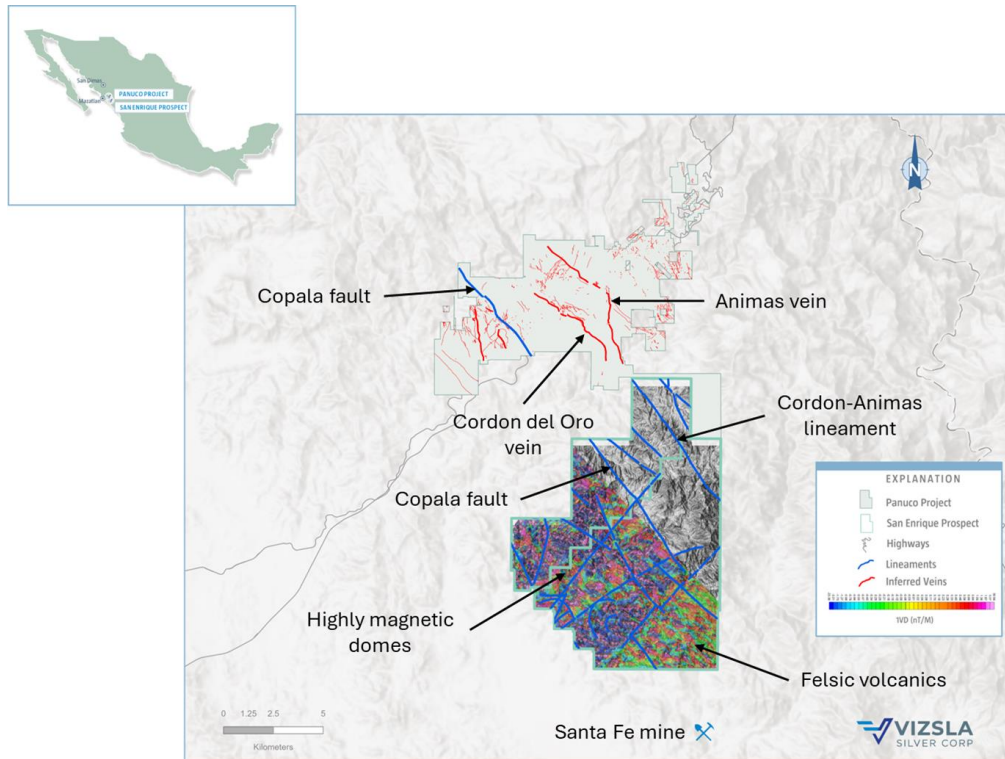 San Dimas
Mazatlan
PANUCO PROJECT
SAN ENRIQUE PROSPECT
N
Copala fault
Animas vein
Cordon del Oro
vein
Cordon-Animas
lineament
Copala fault
EXPLANATION
Panuco Project
San Enrique Prospect
Highways
Lineaments
Inferred Veins
1VD (nT/M)
Highly magnetic
domes
Felsic volcanics
0 1.25 2.5 5
Kilometers
Santa Fe mine
VIZSLA
SILVER CORP